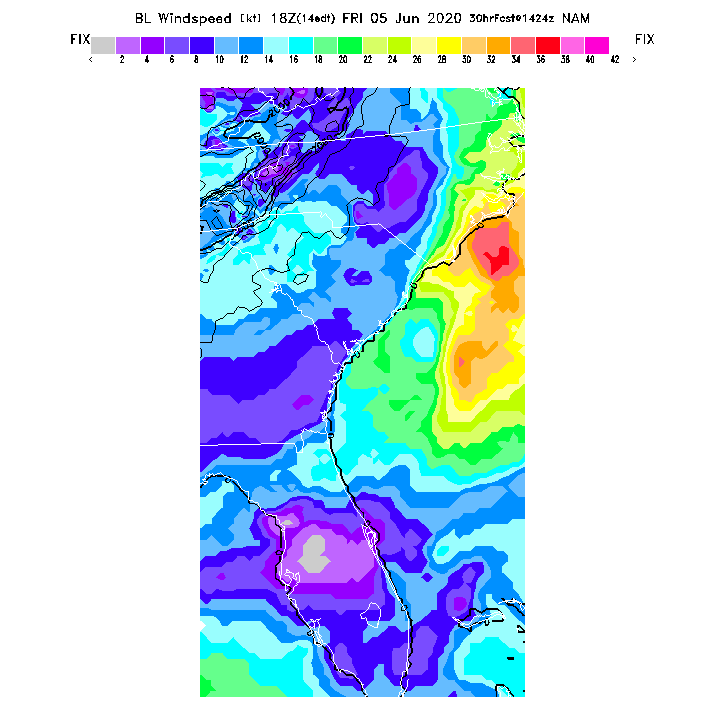 BL Windspeed [kt] 18Z(14edt) FRI 05 Jun 2020 30hrFcst@1424z NAM
FIX FIX
< 2 4 6 8 10 12 14 16 18 20 22 24 26 28 30 32 34 36 38 40 42 >